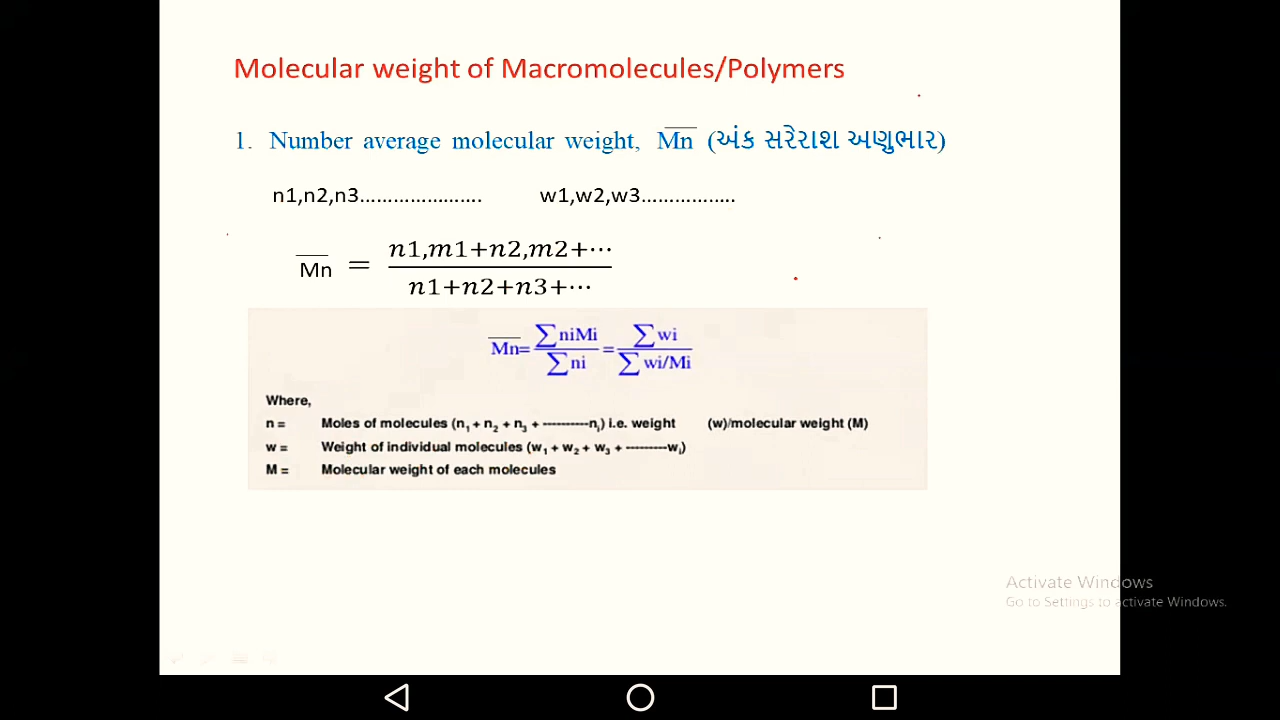 Molecular weight of Macromolecules/Polymers
1. Number average molecular weight, M̅n̅ (અંક સરેરાશ અણુભાર)
n1,n2,n3...................... w1,w2,w3.................
M̅n̅ = (n1,m1+n2,m2+⋯)/(n1+n2+n3+⋯)
M̅n̅= ∑niMi/∑ni = ∑wi/∑wi/Mi
Where,
n = Moles of molecules (n₁ + n₂ + n₃ + ----------nᵢ) i.e. weight (w)/molecular weight (M)
w = Weight of individual molecules (w₁ + w₂ + w₃ + ---------wᵢ)
M = Molecular weight of each molecules
Activate Windows
Go to Settings to activate Windows.